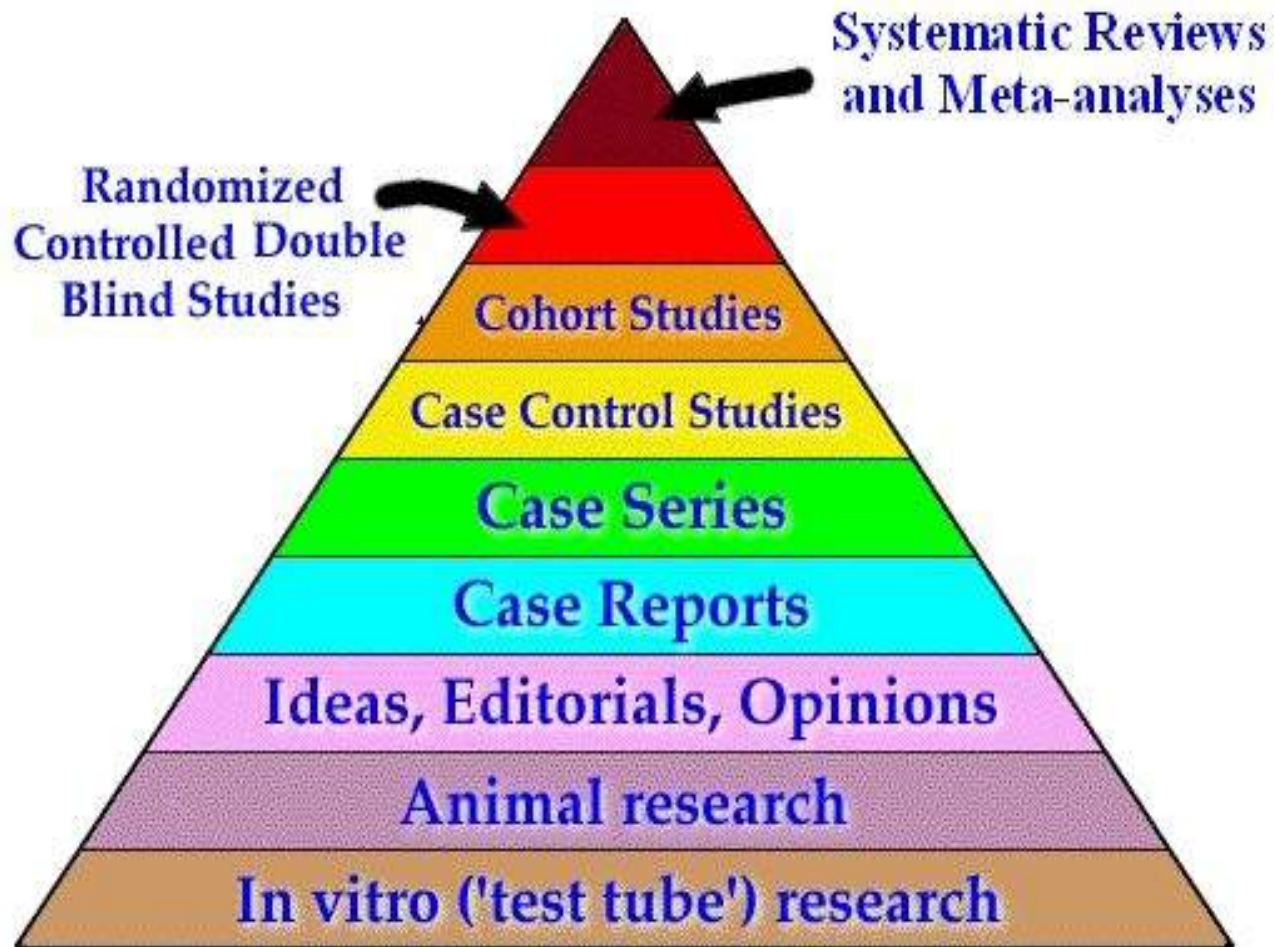 Systematic Reviews
and Meta-analyses
Randomized
Controlled Double
Blind Studies
Cohort Studies
Case Control Studies
Case Series
Case Reports
Ideas, Editorials, Opinions
Animal research
In vitro ('test tube') research